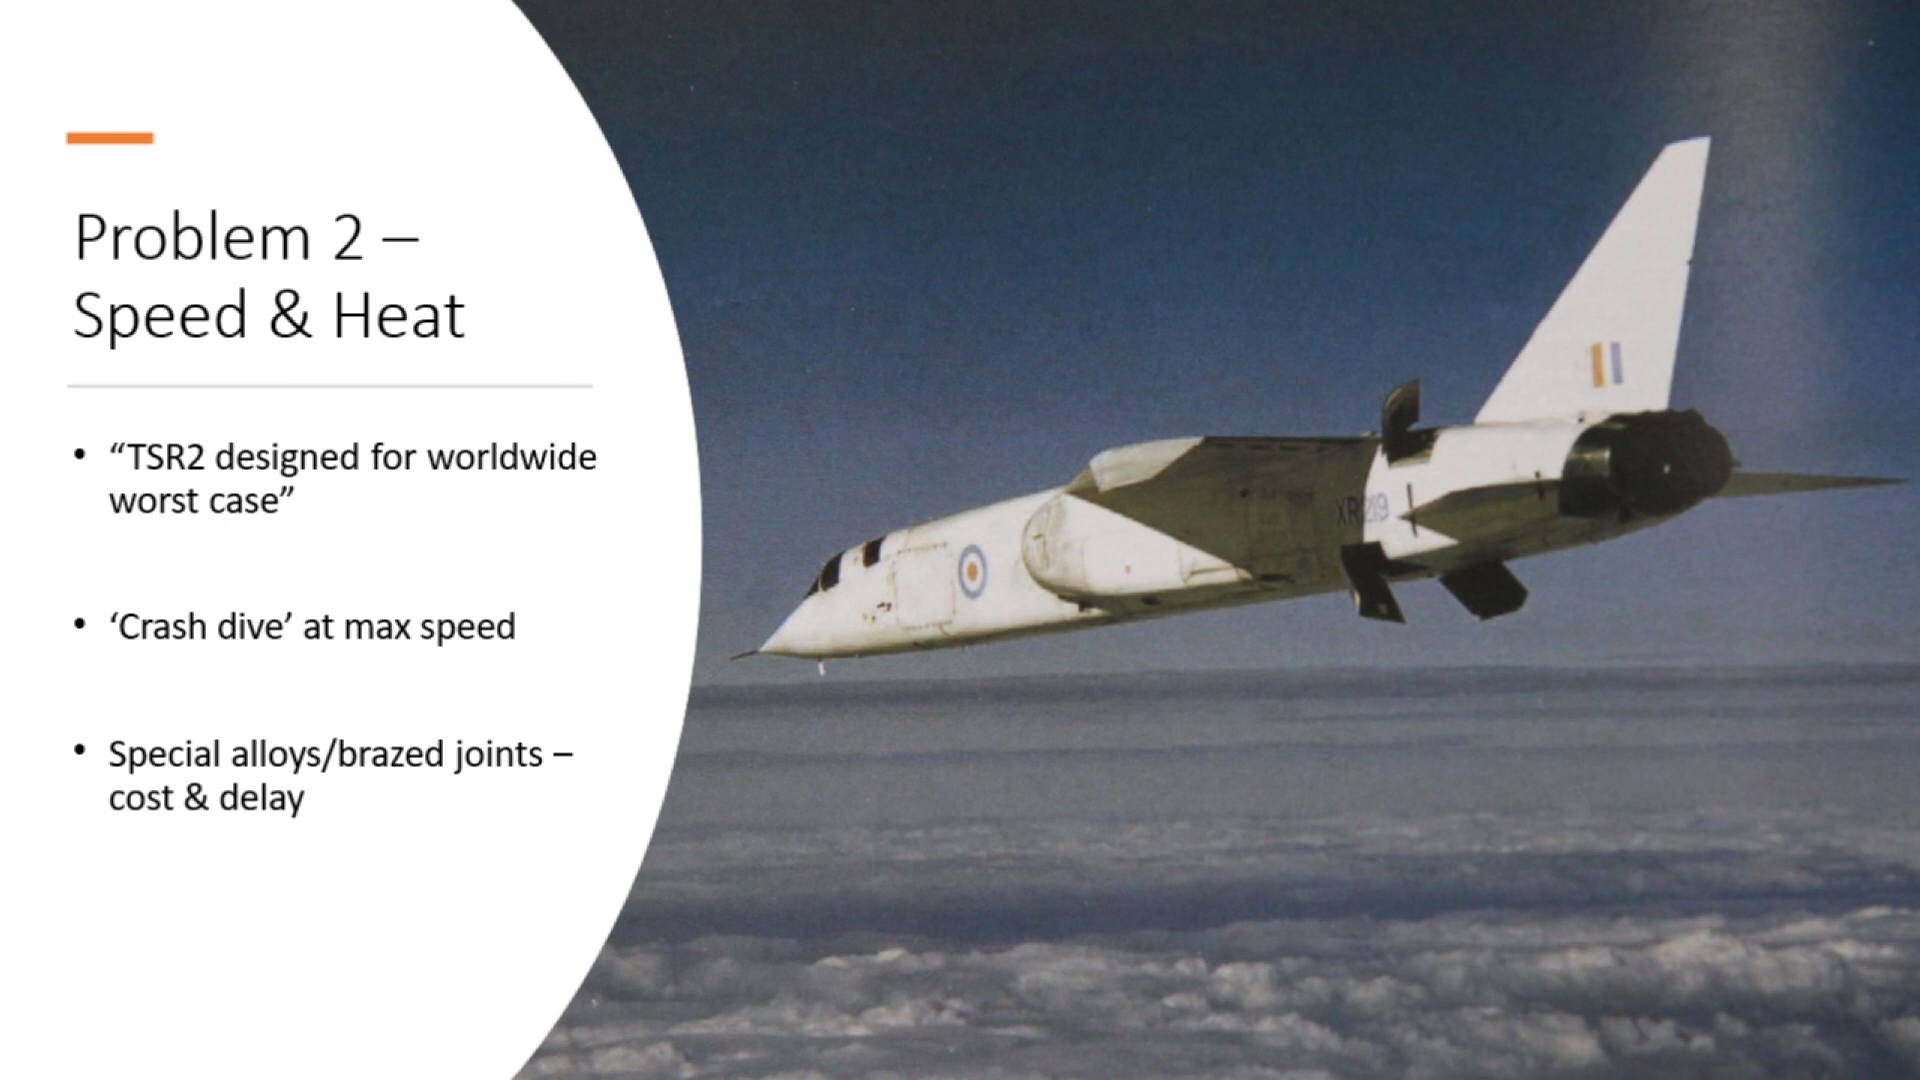 Problem 2 –
Speed & Heat
• “TSR2 designed for worldwide
worst case”
• ‘Crash dive’ at max speed
• Special alloys/brazed joints –
cost & delay
XR219